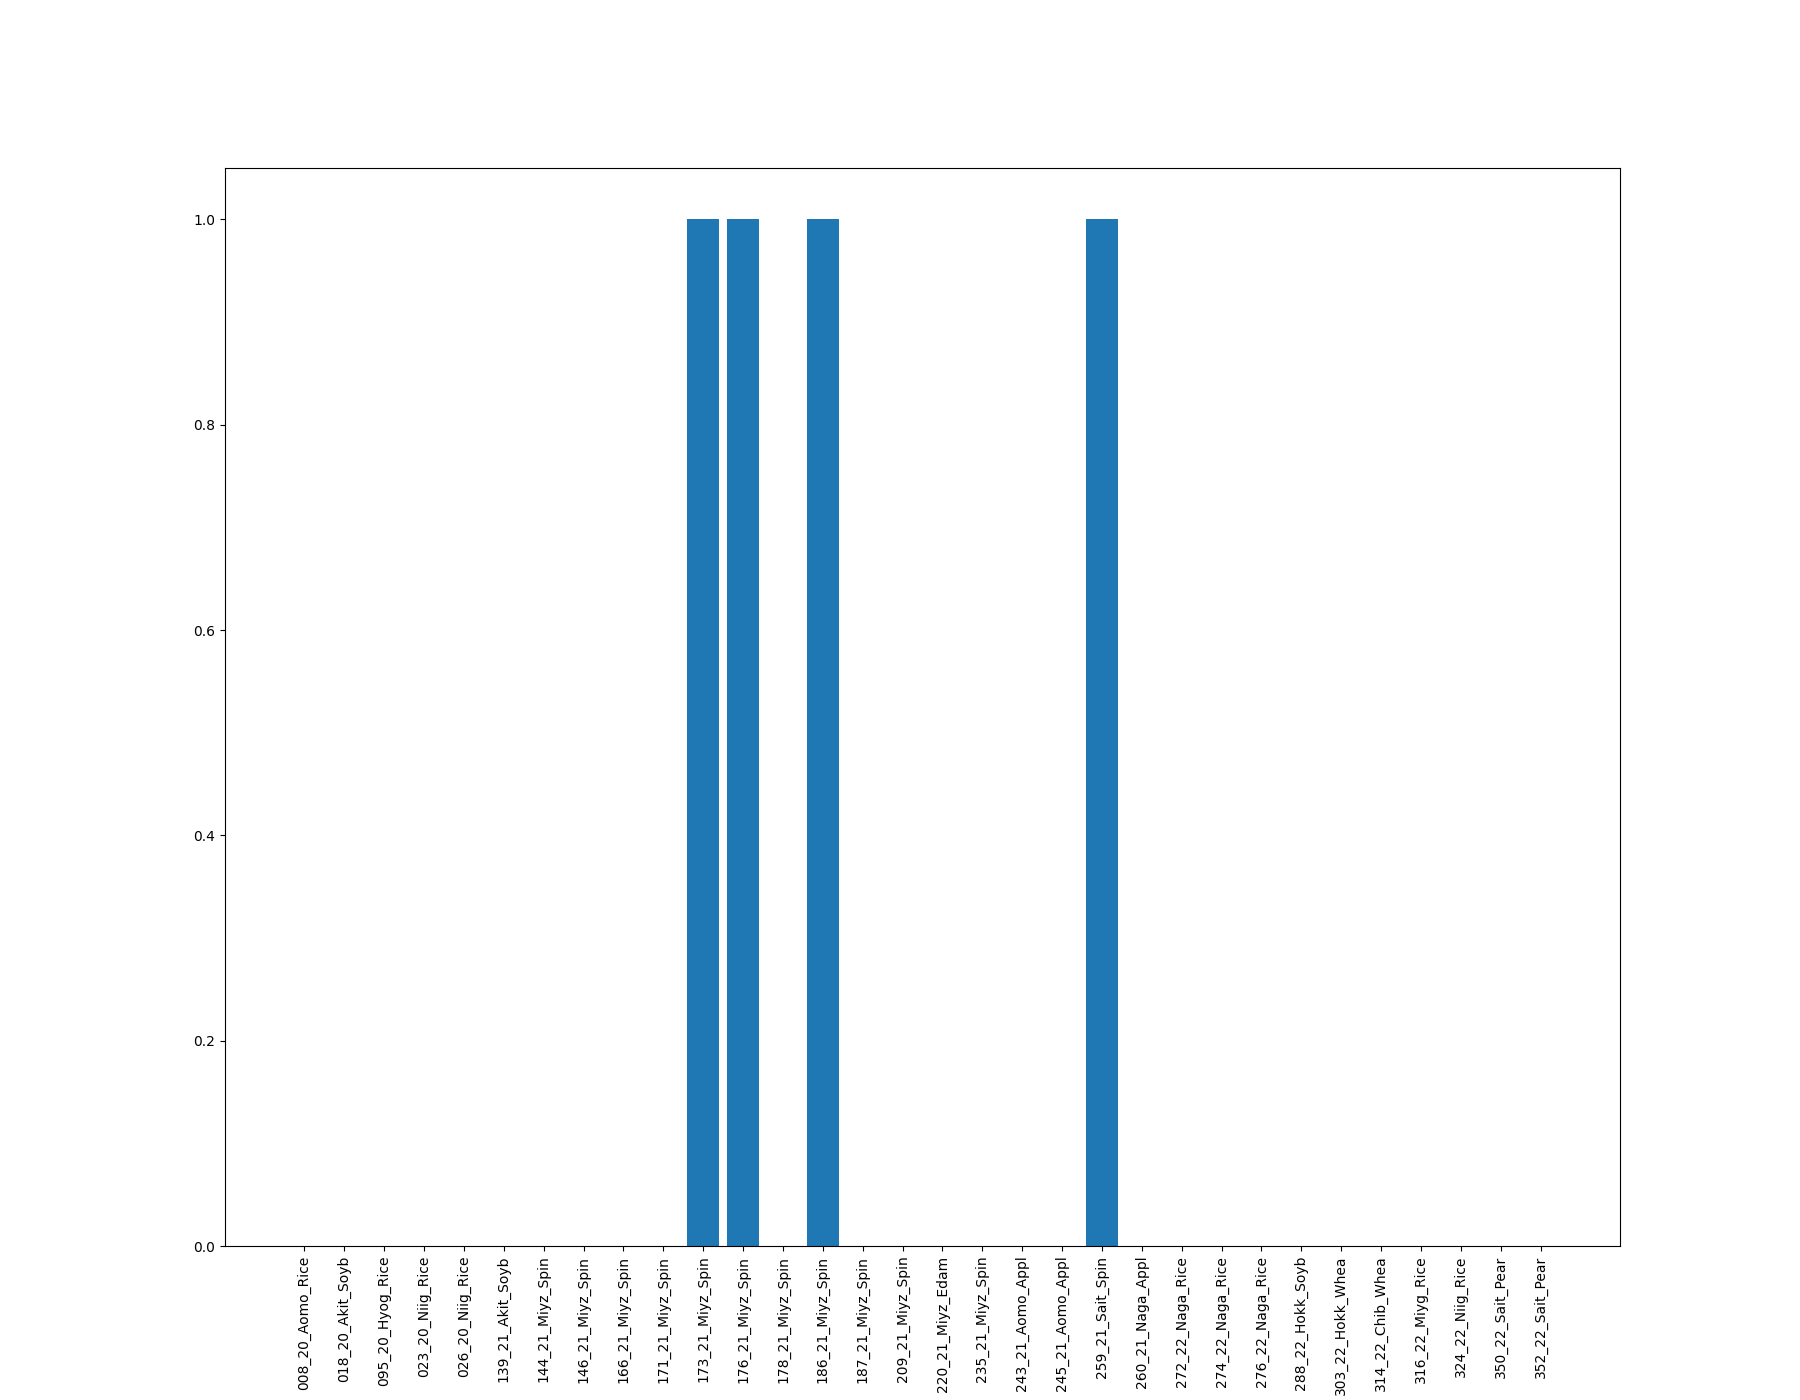 1.0
0.8
0.6
0.4
0.2
0.0
008_20_Aomo_Rice
018_20_Akit_Soyb
095_20_Hyog_Rice
023_20_Niig_Rice
026_20_Niig_Rice
139_21_Akit_Soyb
144_21_Miyz_Spin
146_21_Miyz_Spin
166_21_Miyz_Spin
171_21_Miyz_Spin
173_21_Miyz_Spin
176_21_Miyz_Spin
178_21_Miyz_Spin
186_21_Miyz_Spin
187_21_Miyz_Spin
209_21_Miyz_Spin
220_21_Miyz_Edam
235_21_Miyz_Spin
243_21_Aomo_Appl
245_21_Aomo_Appl
259_21_Sait_Spin
260_21_Naga_Appl
272_22_Naga_Rice
274_22_Naga_Rice
276_22_Naga_Rice
288_22_Hokk_Soyb
303_22_Hokk_Whea
314_22_Chib_Whea
316_22_Miyg_Rice
324_22_Niig_Rice
350_22_Sait_Pear
352_22_Sait_Pear